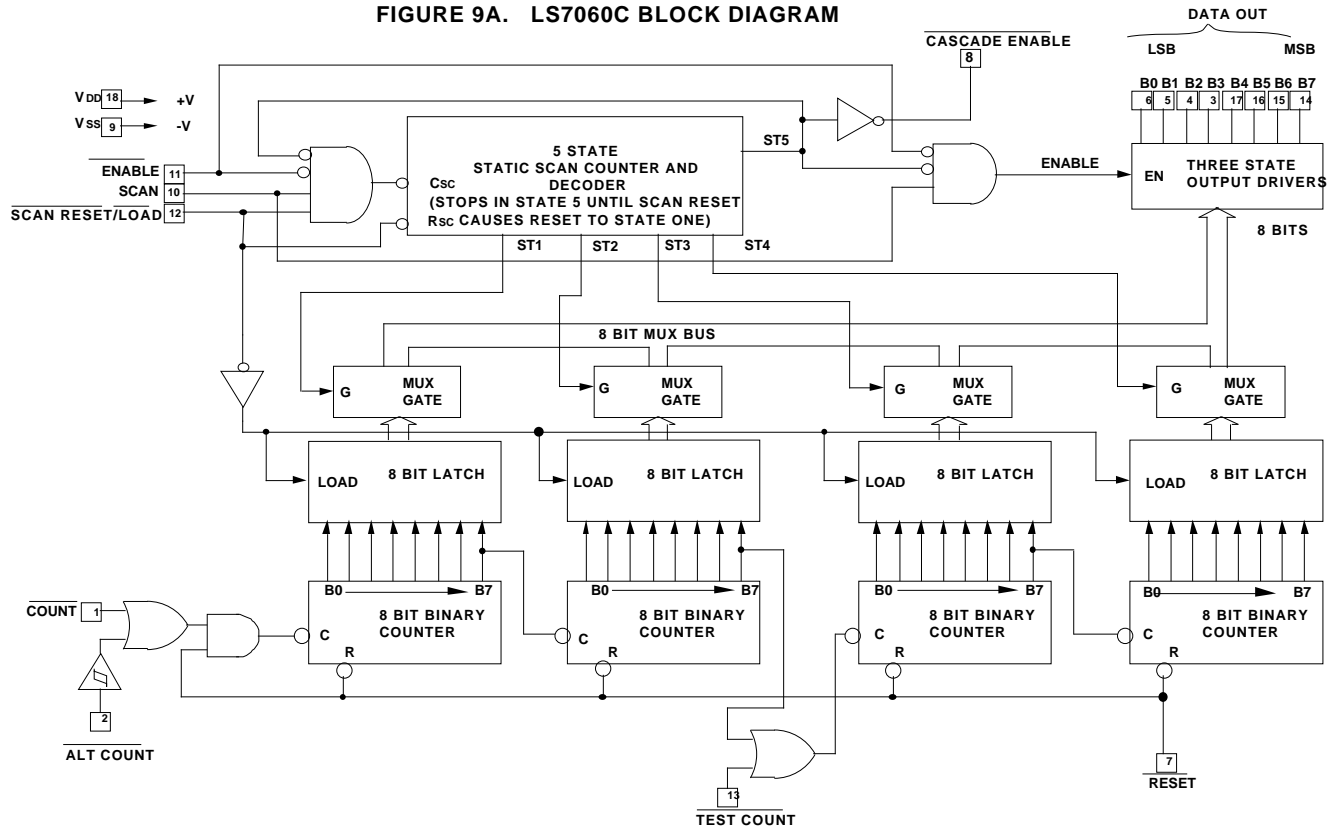 FIGURE 9A. LS7060C BLOCK DIAGRAM
DATA OUT
CASCADE ENABLE
8
LSB
MSB
B0 B1 B2 B3 B4 B5 B6 B7
6 5 4 3 17 16 15 14
VDD 18 +V
VSS 9 -V
ENABLE 11
SCAN 10
SCAN RESET/LOAD 12
5 STATE
STATIC SCAN COUNTER AND
DECODER
(STOPS IN STATE 5 UNTIL SCAN RESET
CAUSES RESET TO STATE ONE)
CSC
RSC
ST5
ST1
ST2
ST3
ST4
ENABLE
EN
THREE STATE
OUTPUT DRIVERS
8 BITS
8 BIT MUX BUS
G
MUX
GATE
G
MUX
GATE
G
MUX
GATE
G
MUX
GATE
LOAD
8 BIT LATCH
LOAD
8 BIT LATCH
LOAD
8 BIT LATCH
LOAD
8 BIT LATCH
B0 B7
8 BIT BINARY
COUNTER
C
R
B0 B7
8 BIT BINARY
COUNTER
C
R
B0 B7
8 BIT BINARY
COUNTER
C
R
B0 B7
8 BIT BINARY
COUNTER
C
R
COUNT 1
2
ALT COUNT
13
TEST COUNT
7
RESET